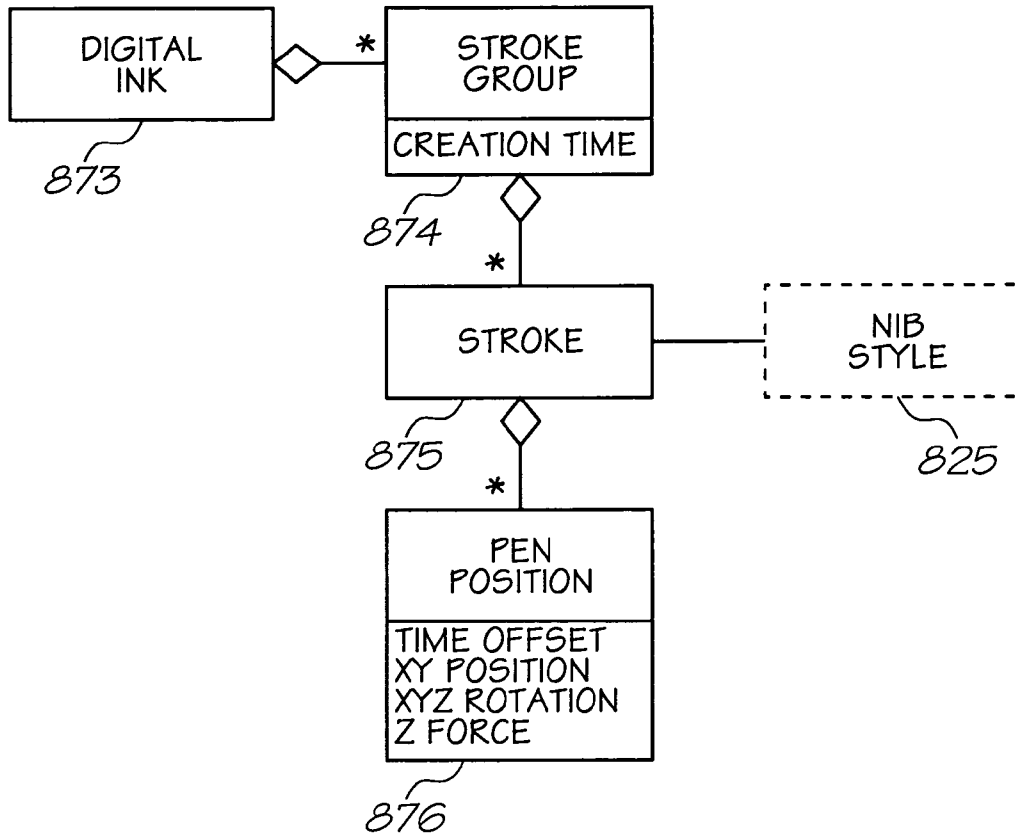 DIGITAL
INK
*
STROKE
GROUP
CREATION TIME
873
874
*
STROKE
NIB
STYLE
875
825
*
PEN
POSITION
TIME OFFSET
XY POSITION
XYZ ROTATION
Z FORCE
876